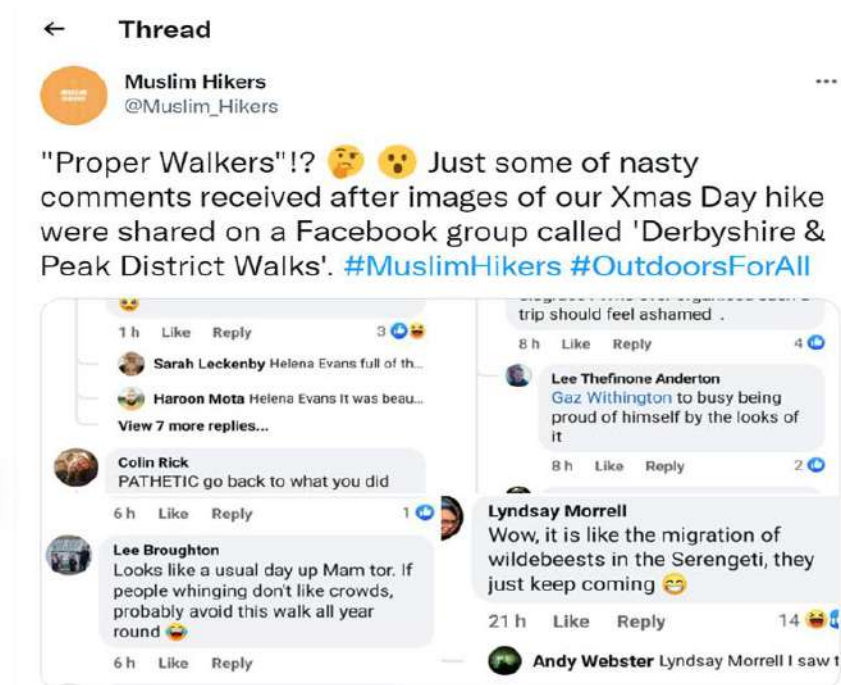 Thread
Muslim Hikers
@Muslim_Hikers
"Proper Walkers"!? 🤔 😮 Just some of nasty
comments received after images of our Xmas Day hike
were shared on a Facebook group called 'Derbyshire &
Peak District Walks'. #MuslimHikers #OutdoorsForAll
1 h Like Reply 3
Sarah Leckenby Helena Evans full of th...
Haroon Mota Helena Evans It was beau...
View 7 more replies...
Colin Rick
PATHETIC go back to what you did
6 h Like Reply 1
Lee Broughton
Looks like a usual day up Mam tor. If
people whinging don't like crowds,
probably avoid this walk all year
round 😂
6 h Like Reply
trip should feel ashamed .
8 h Like Reply 4
Lee Thefinone Anderton
Gaz Withington to busy being
proud of himself by the looks of
it
8 h Like Reply 2
Lyndsay Morrell
Wow, it is like the migration of
wildebeests in the Serengeti, they
just keep coming 😁
21 h Like Reply 14
Andy Webster Lyndsay Morrell I saw